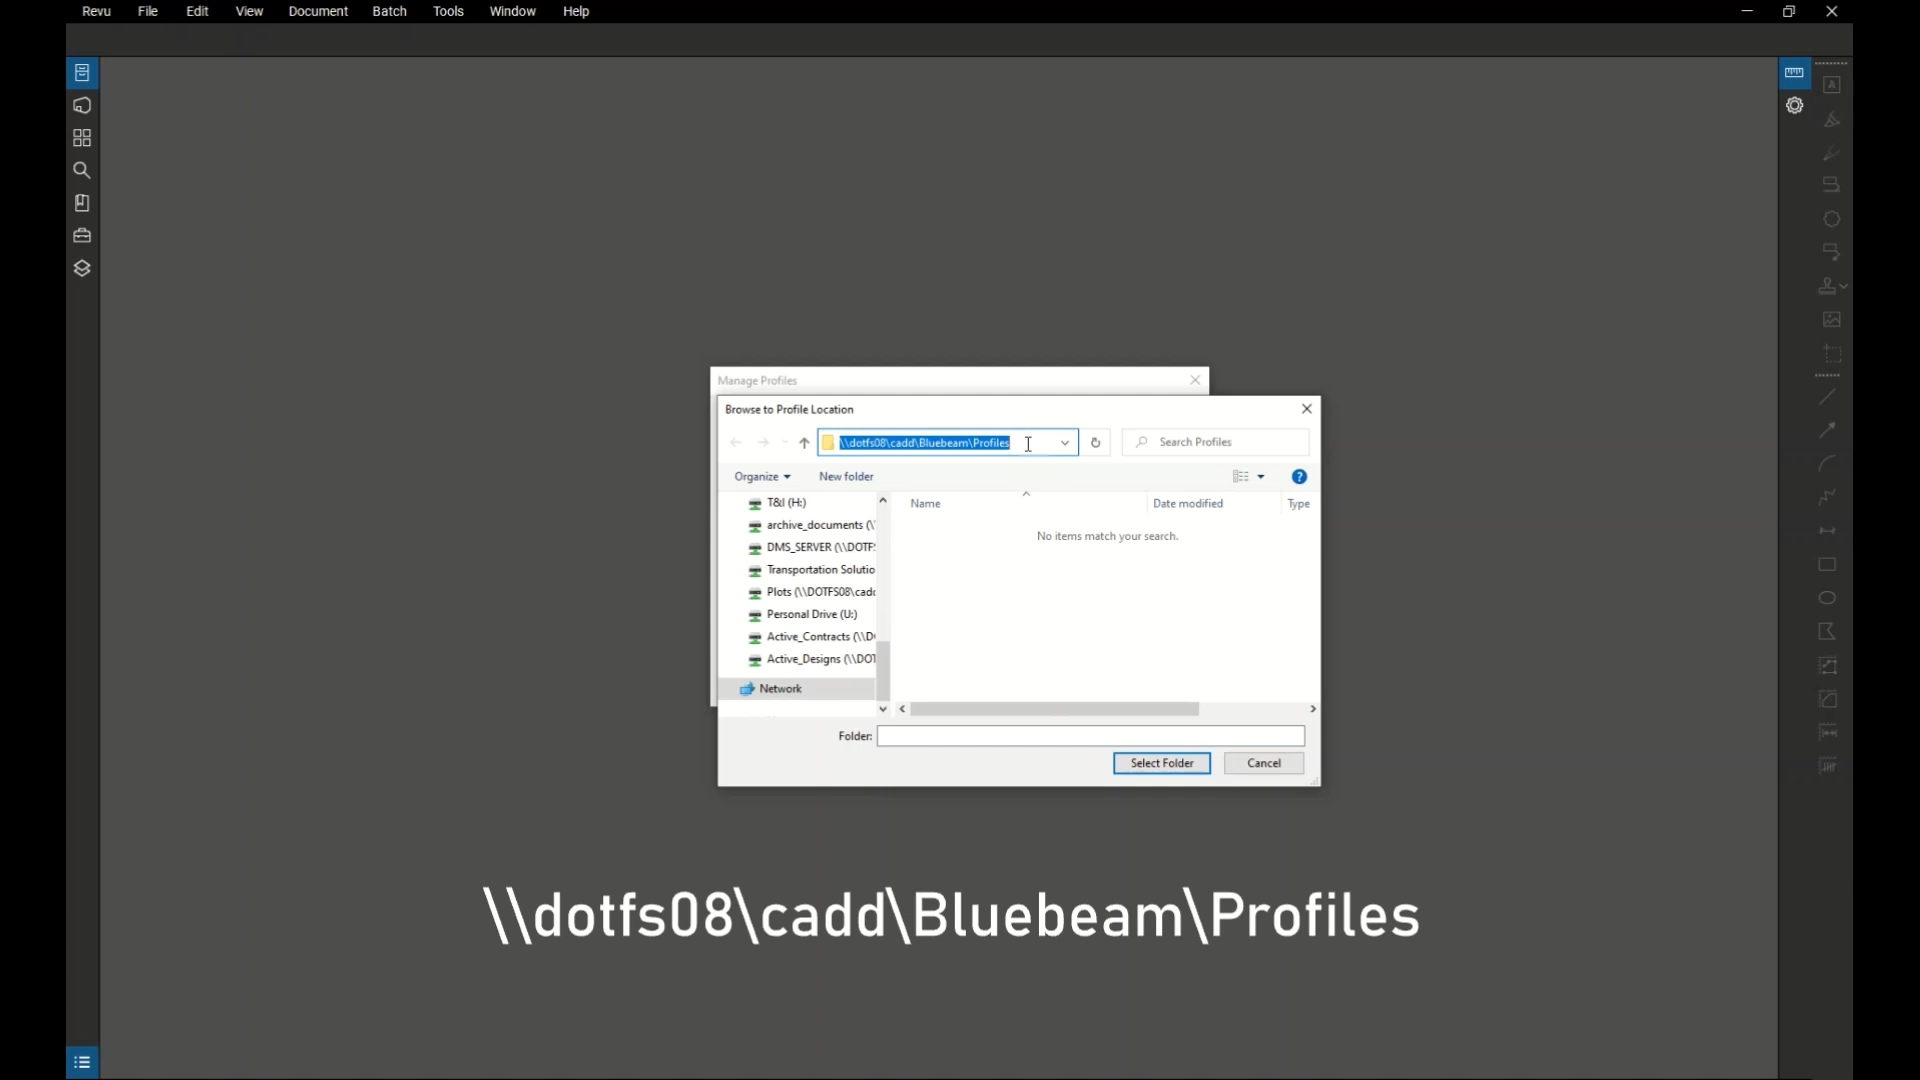 Revu File Edit View Document Batch Tools Window Help
Manage Profiles
Browse to Profile Location
\\dotfs08\cadd\Bluebeam\Profiles
Search Profiles
Organize
New folder
Name Date modified Type
No items match your search.
T&I (H:)
archive_documents (\'
DMS_SERVER (\\DOTF
Transportation Solutio
Plots (\\DOTFS08\cadd
Personal Drive (U:)
Active_Contracts (\\D
Active_Designs (\\DOT
Network
Folder:
Select Folder Cancel
\\dotfs08\cadd\Bluebeam\Profiles